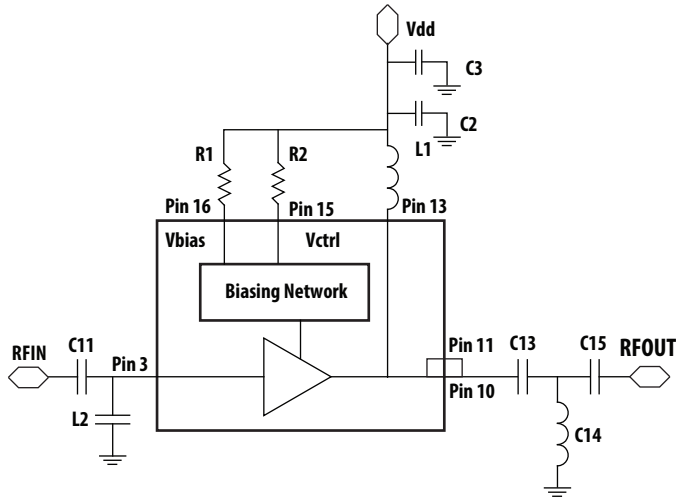 Vdd
C3
C2
R1
R2
L1
Pin 16
Pin 15
Pin 13
Vbias
Vctrl
Biasing Network
RFIN
C11
Pin 3
Pin 11
C13
C15
RFOUT
Pin 10
L2
C14